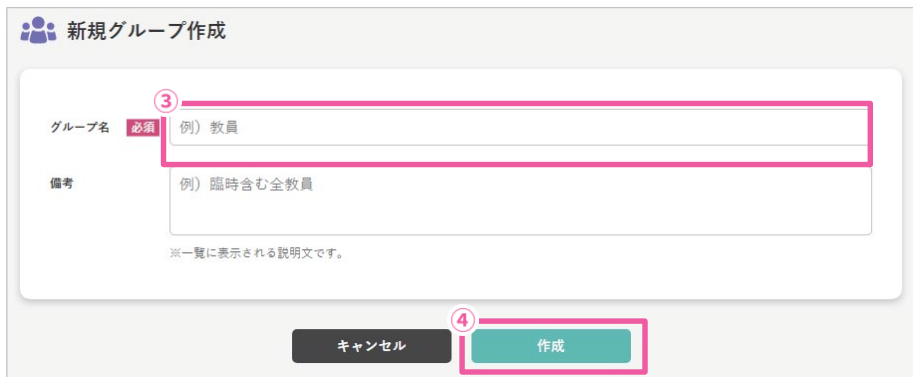 新規グループ作成
③
グループ名 必須 例）教員
備考 例）臨時含む全教員
※一覧に表示される説明文です。
④
キャンセル 作成